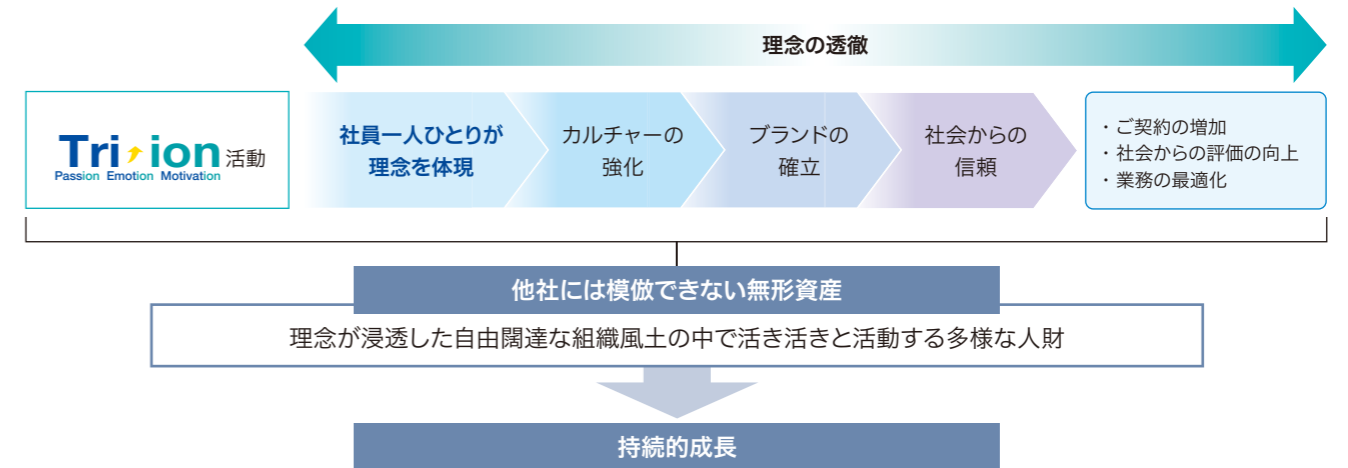 理念の透徹
Tri ion 活動
Passion Emotion Motivation
社員一人ひとりが
理念を体現
カルチャーの
強化
ブランドの
確立
社会からの
信頼
・ご契約の増加
・社会からの評価の向上
・業務の最適化
他社には模倣できない無形資産
理念が浸透した自由闊達な組織風土の中で活き活きと活動する多様な人財
持続的成長